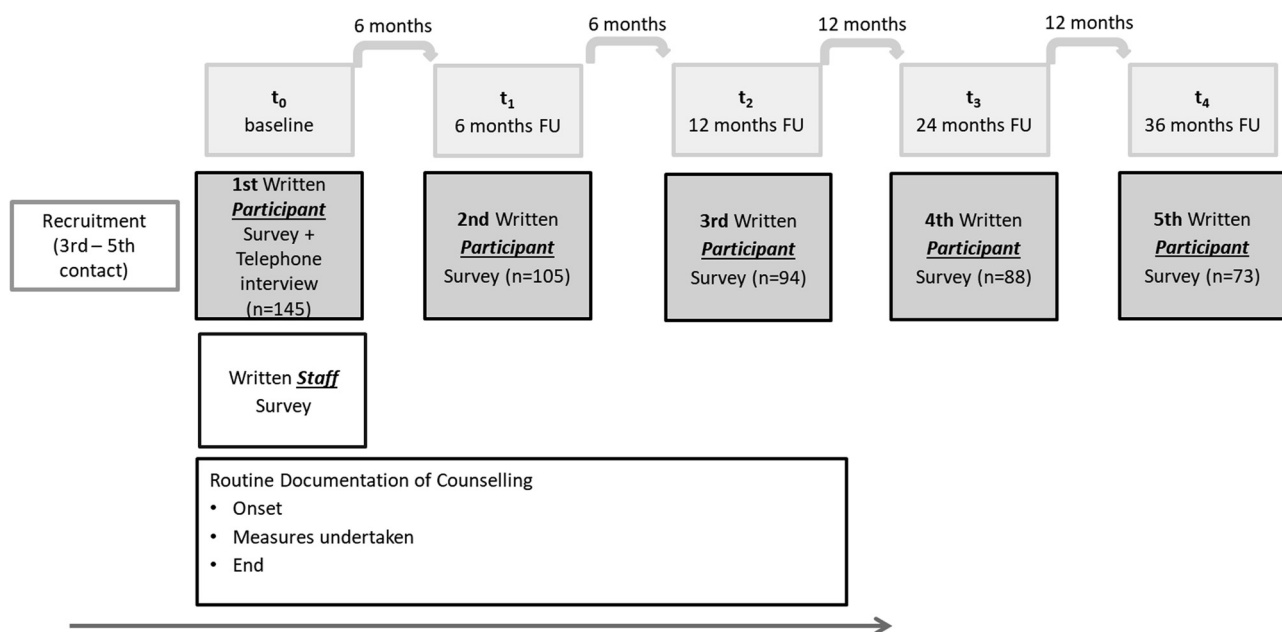 6 months
6 months
12 months
12 months
t0
baseline
t1
6 months FU
t2
12 months FU
t3
24 months FU
t4
36 months FU
Recruitment
(3rd – 5th
contact)
1st Written
Participant
Survey +
Telephone
interview
(n=145)
2nd Written
Participant
Survey (n=105)
3rd Written
Participant
Survey (n=94)
4th Written
Participant
Survey (n=88)
5th Written
Participant
Survey (n=73)
Written Staff
Survey
Routine Documentation of Counselling
• Onset
• Measures undertaken
• End